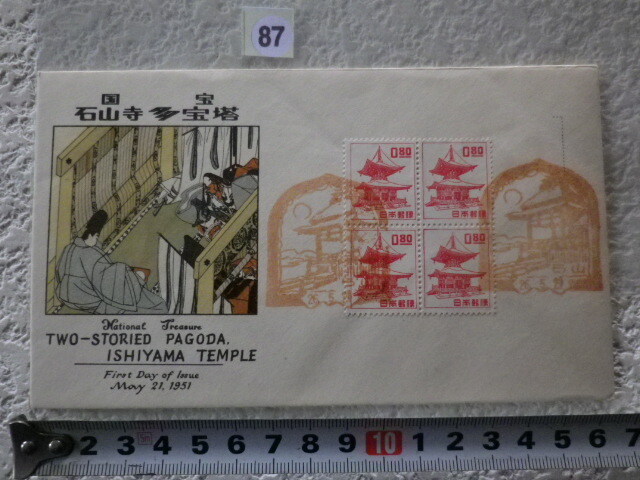 87
国宝
石山寺多宝塔
0.80
0.80
日本郵便
日本郵便
0.80
0.80
日本郵便
日本郵便
National Treasure
TWO-STORIED PAGODA.
ISHIYAMA TEMPLE
First Day of Issue
May 21, 1951
2 3 4 5 6 7 8 9 10 1 2 3 4 5 6 7